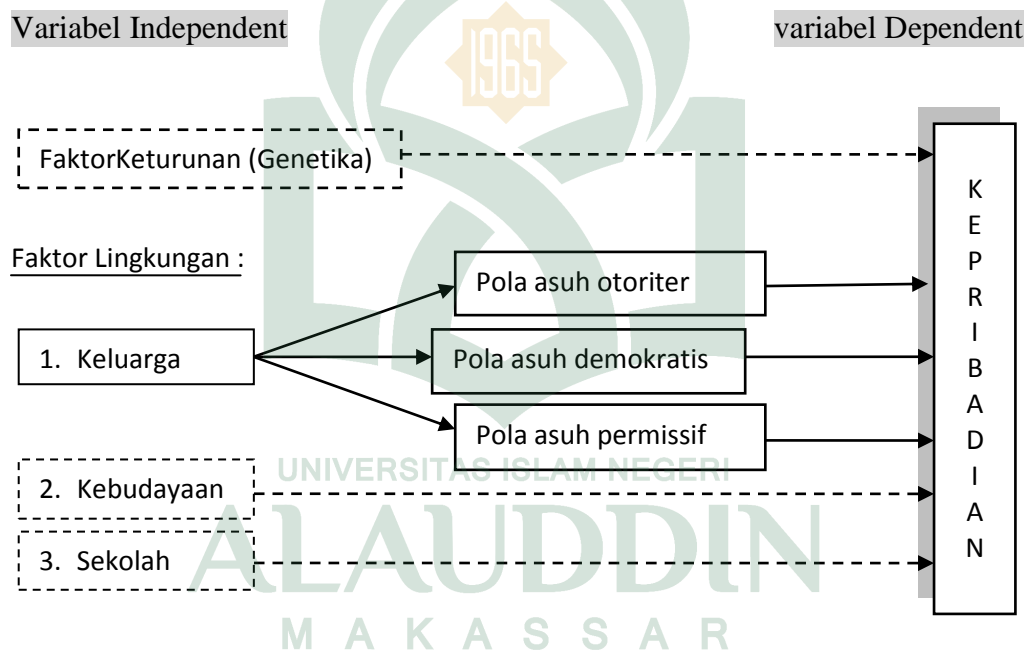 Variabel Independent
variabel Dependent
1965
FaktorKeturunan (Genetika)
Faktor Lingkungan :
Pola asuh otoriter
1. Keluarga
Pola asuh demokratis
Pola asuh permissif
2. Kebudayaan
3. Sekolah
K
E
P
R
I
B
A
D
I
A
N
UNIVERSITAS ISLAM NEGERI
ALAUDDIN
MAKASSAR